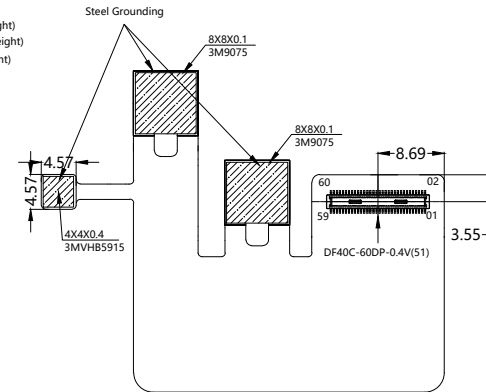 Steel Grounding
ght)
eight)
nt)
8X8X0.1
3M9075
8X8X0.1
3M9075
4.57
4.57
4X4X0.4
3MVHB5915
8.69
60
02
59
01
3.55
DF40C-60DP-0.4V(51)